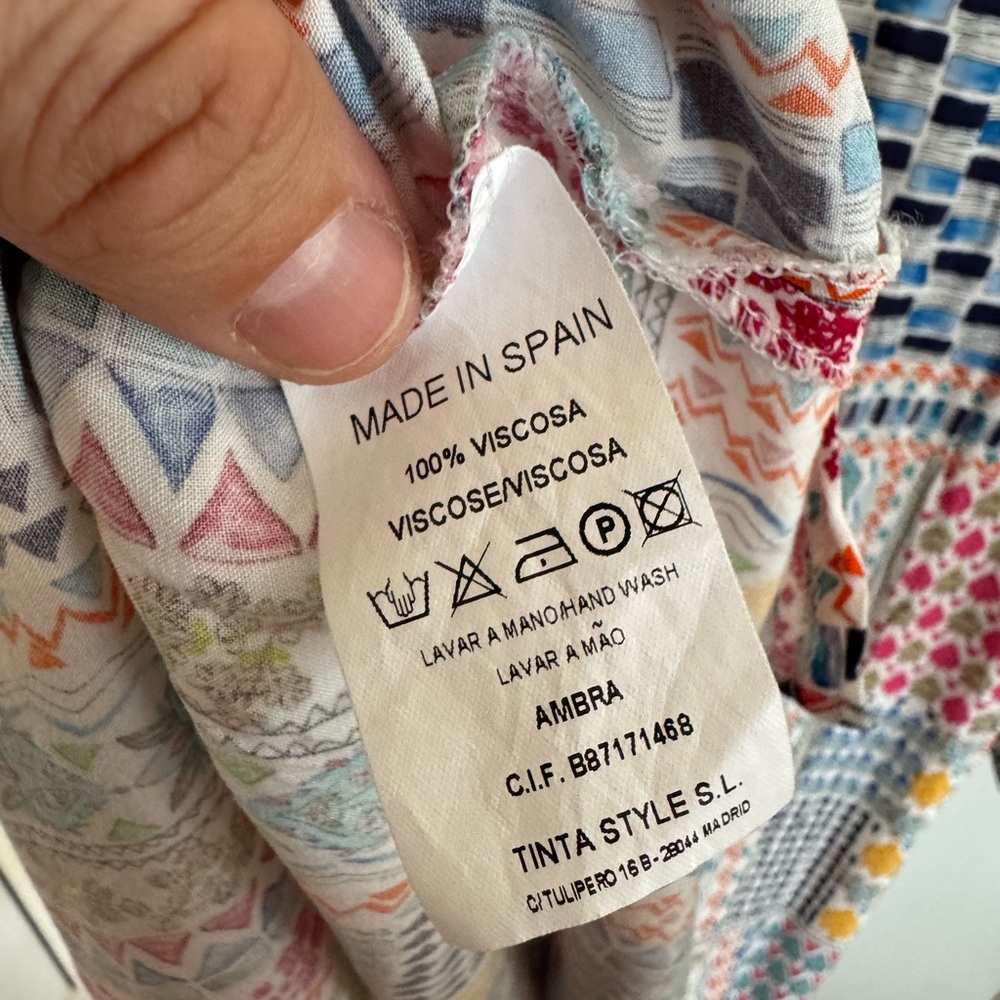 MADE IN SPAIN
100% VISCOSA
VISCOSE/VISCOSA
P
LAVAR A MANO/HAND WASH
LAVAR A MÃO
AMBRA
C.I.F. B87171468
TINTA STYLE S.L.
C/TULIPERO 16 B - 28044 MADRID